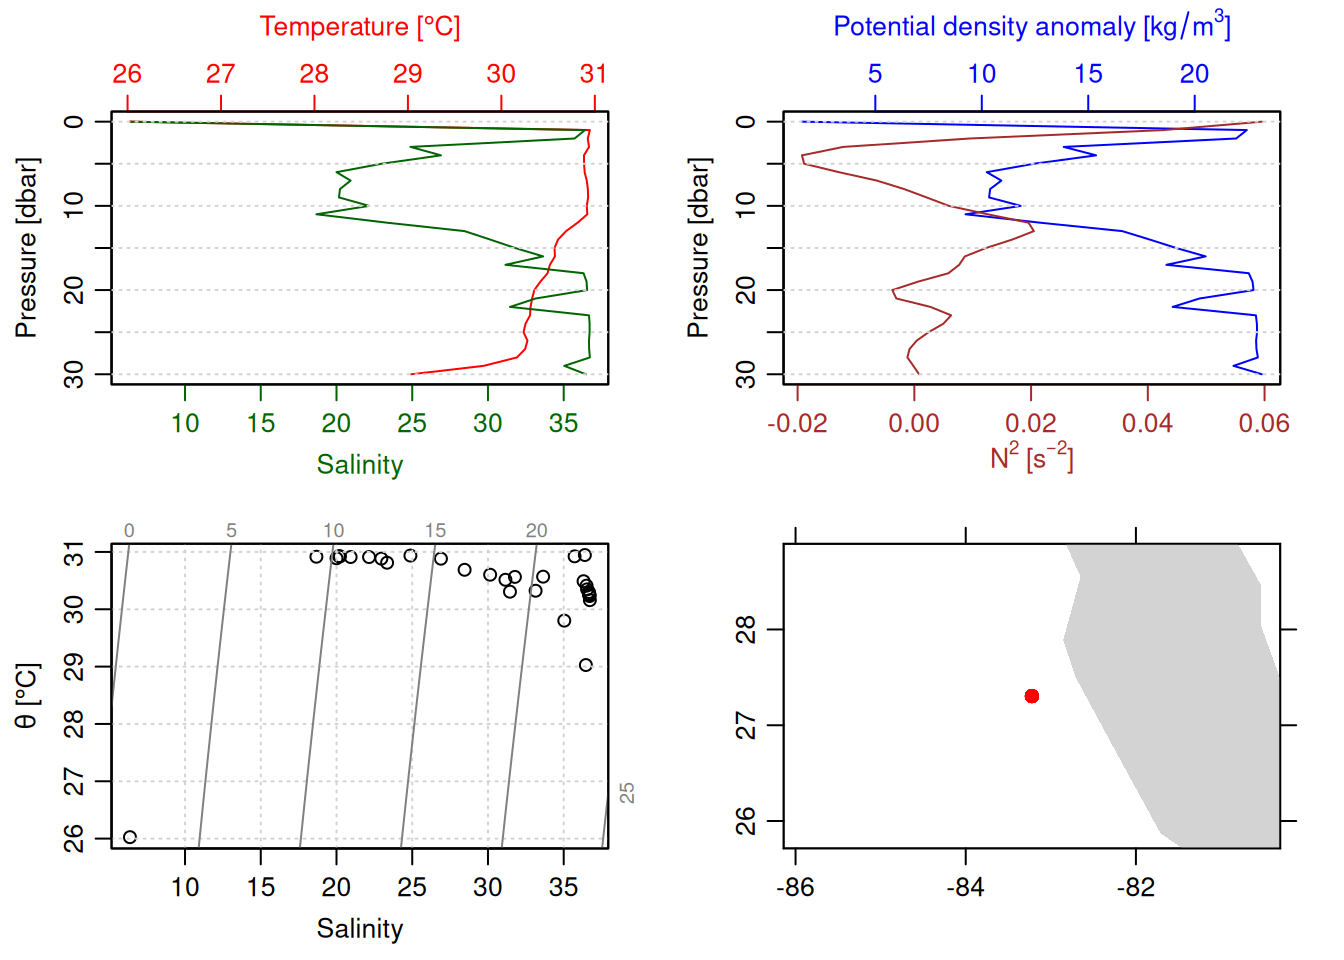 Temperature [°C]
26 27 28 29 30 31
Pressure [dbar]
0 10 20 30
10 15 20 25 30 35
Salinity
Potential density anomaly [kg/m³]
5 10 15 20
Pressure [dbar]
0 10 20 30
-0.02 0.00 0.02 0.04 0.06
N² [s⁻²]
0 5 10 15 20
25
θ [°C]
31 30 29 28 27 26
10 15 20 25 30 35
Salinity
28 27 26
-86 -84 -82